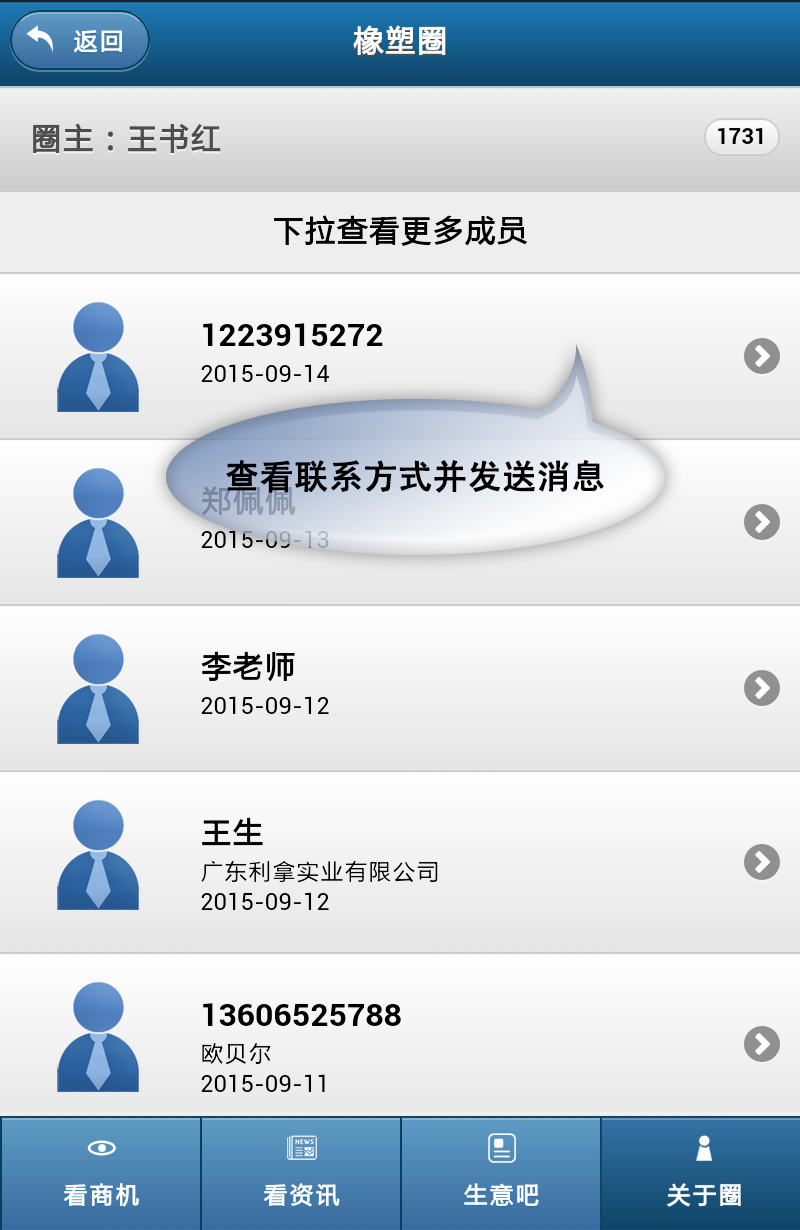 返回
橡塑圈
圈主：王书红
1731
下拉查看更多成员
1223915272
2015-09-14
查看联系方式并发送消息
郑佩佩
2015-09-13
李老师
2015-09-12
王生
广东利拿实业有限公司
2015-09-12
13606525788
欧贝尔
2015-09-11
NEWS
看商机
看资讯
生意吧
关于圈